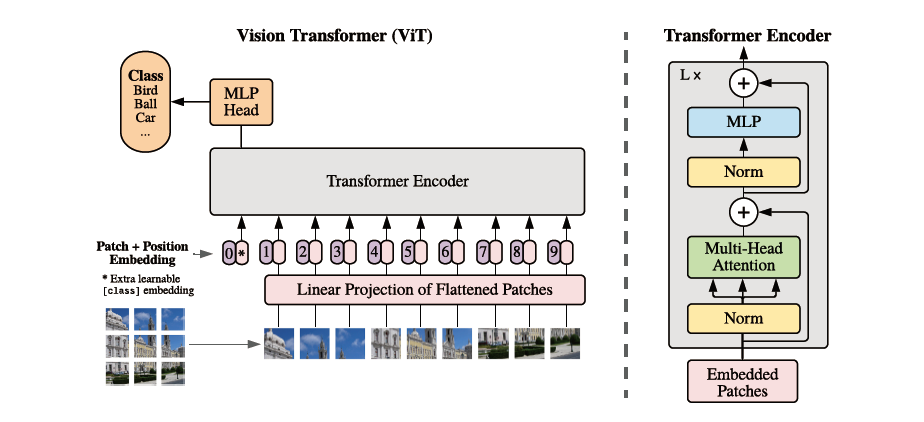 Vision Transformer (ViT)
Class
Bird
Ball
Car
...
MLP
Head
Transformer Encoder
Patch + Position
Embedding
0 * 1 2 3 4 5 6 7 8 9
* Extra learnable
[class] embedding
Linear Projection of Flattened Patches
Transformer Encoder
L ×
+
MLP
Norm
+
Multi-Head
Attention
Norm
Embedded
Patches